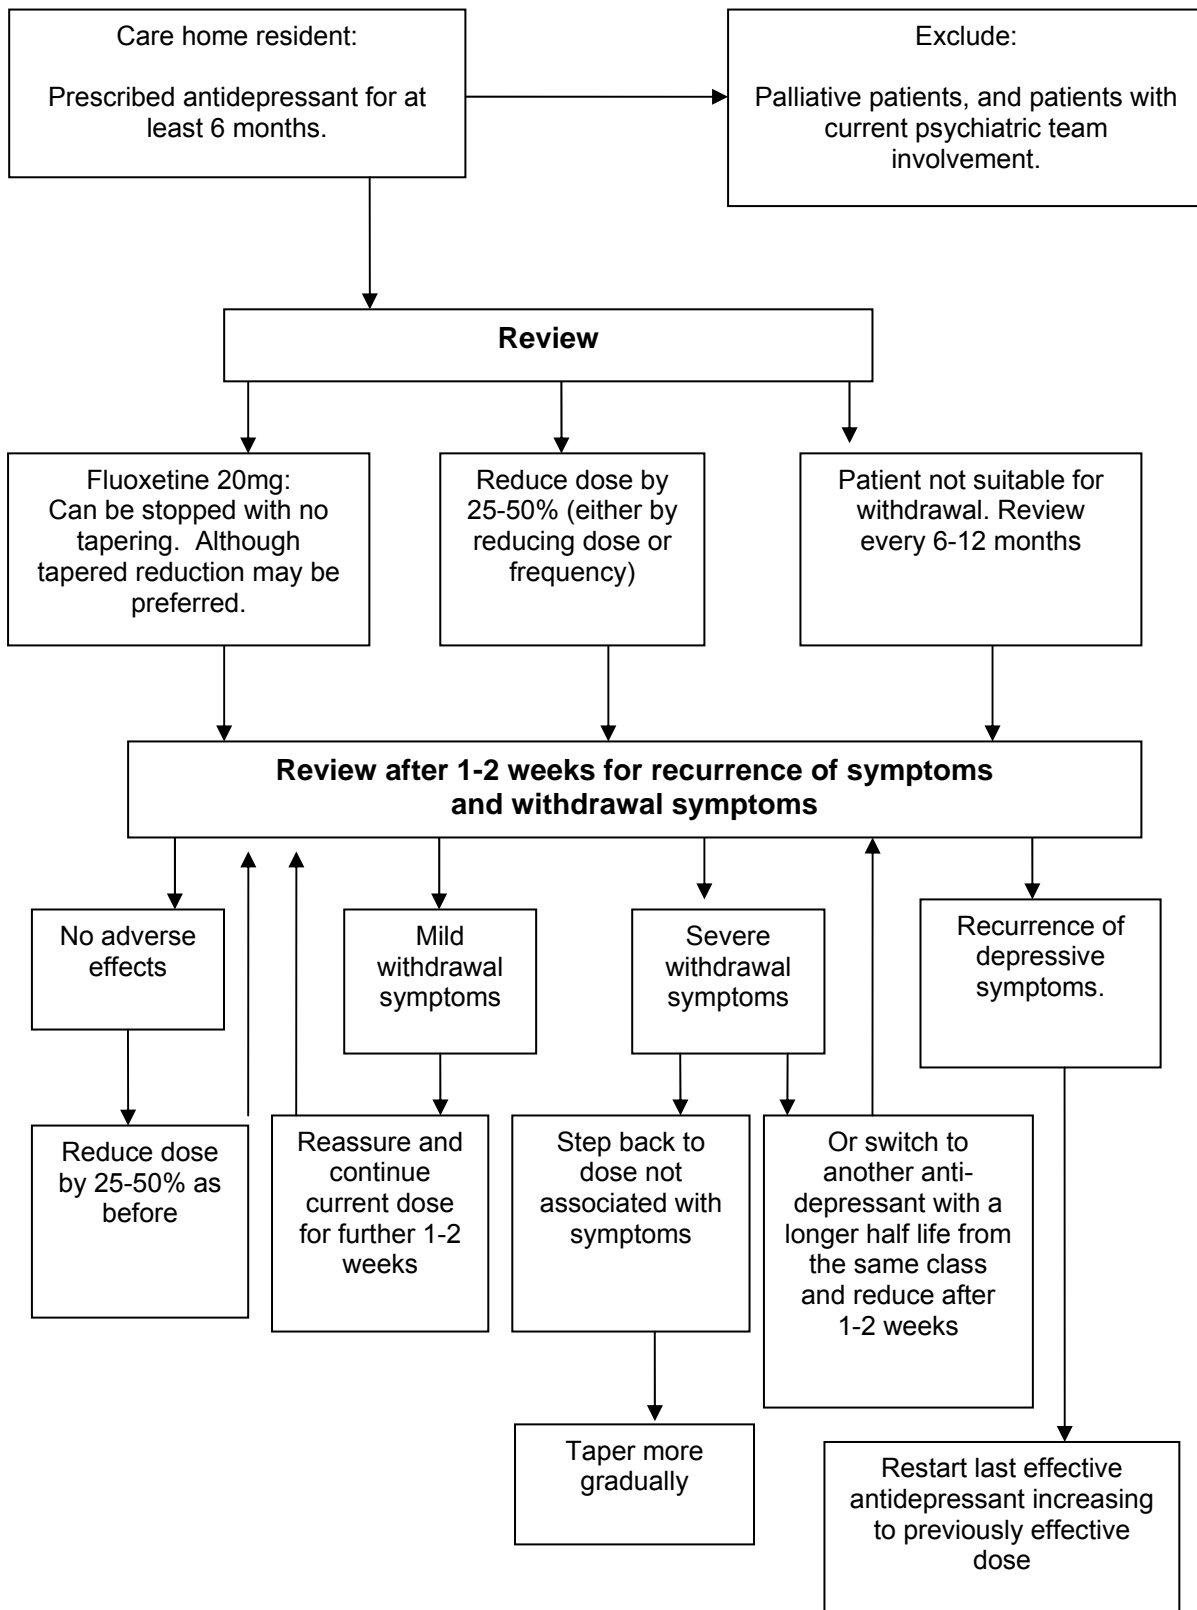 Care home resident:
Prescribed antidepressant for at
least 6 months.
Exclude:
Palliative patients, and patients with
current psychiatric team
involvement.
Review
Fluoxetine 20mg:
Can be stopped with no
tapering.  Although
tapered reduction may be
preferred.
Reduce dose by
25-50% (either by
reducing dose or
frequency)
Patient not suitable for
withdrawal. Review
every 6-12 months
Review after 1-2 weeks for recurrence of symptoms
and withdrawal symptoms
No adverse
effects
Mild
withdrawal
symptoms
Severe
withdrawal
symptoms
Recurrence of
depressive
symptoms.
Reduce dose
by 25-50% as
before
Reassure and
continue
current dose
for further 1-2
weeks
Step back to
dose not
associated with
symptoms
Or switch to
another anti-
depressant with a
longer half life from
the same class
and reduce after
1-2 weeks
Taper more
gradually
Restart last effective
antidepressant increasing
to previously effective
dose